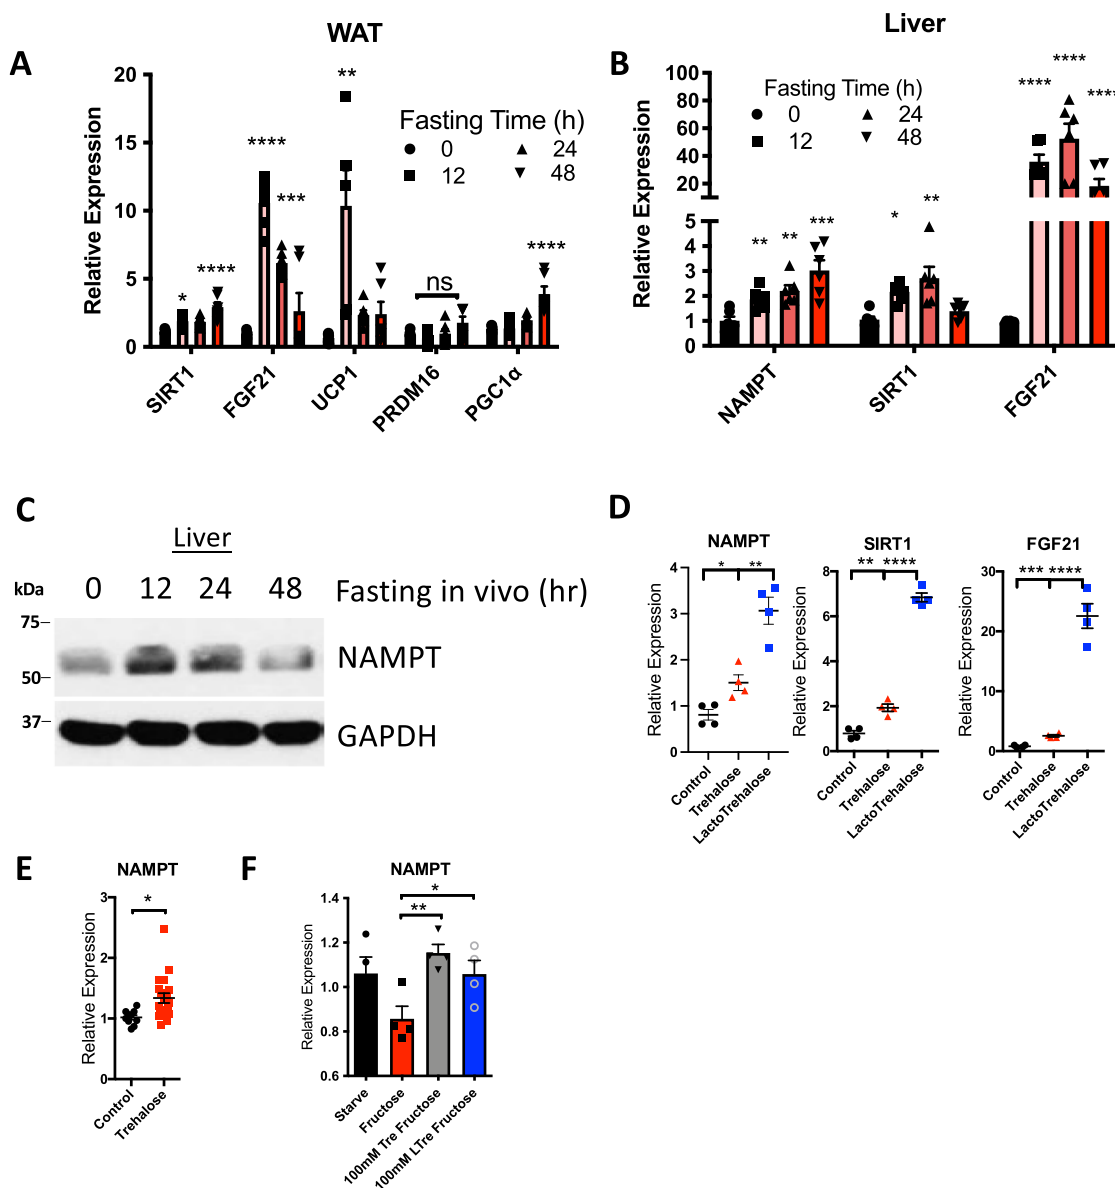 WAT
A
Relative Expression
20
15
10
5
0
**
****
***
*
****
ns
****
Fasting Time (h)
0 24
12 48
SIRT1
FGF21
UCP1
PRDM16
PGC1α
Liver
B
Relative Expression
100
80
60
40
20
5
4
3
2
1
0
Fasting Time (h)
0 24
12 48
** ** ***
* **
**** **** ****
NAMPT
SIRT1
FGF21
C
Liver
kDa 0 12 24 48 Fasting in vivo (hr)
75
NAMPT
50
37
GAPDH
D
NAMPT
* **
Relative Expression
4
3
2
1
0
Control
Trehalose
LactoTrehalose
SIRT1
** ****
Relative Expression
8
6
4
2
0
Control
Trehalose
LactoTrehalose
FGF21
*** ****
Relative Expression
30
20
10
0
Control
Trehalose
LactoTrehalose
E
NAMPT
*
Relative Expression
3
2
1
0
Control
Trehalose
F
NAMPT
*
**
Relative Expression
1.4
1.2
1.0
0.8
0.6
Starve
Fructose
100mM Tre Fructose
100mM LTre Fructose